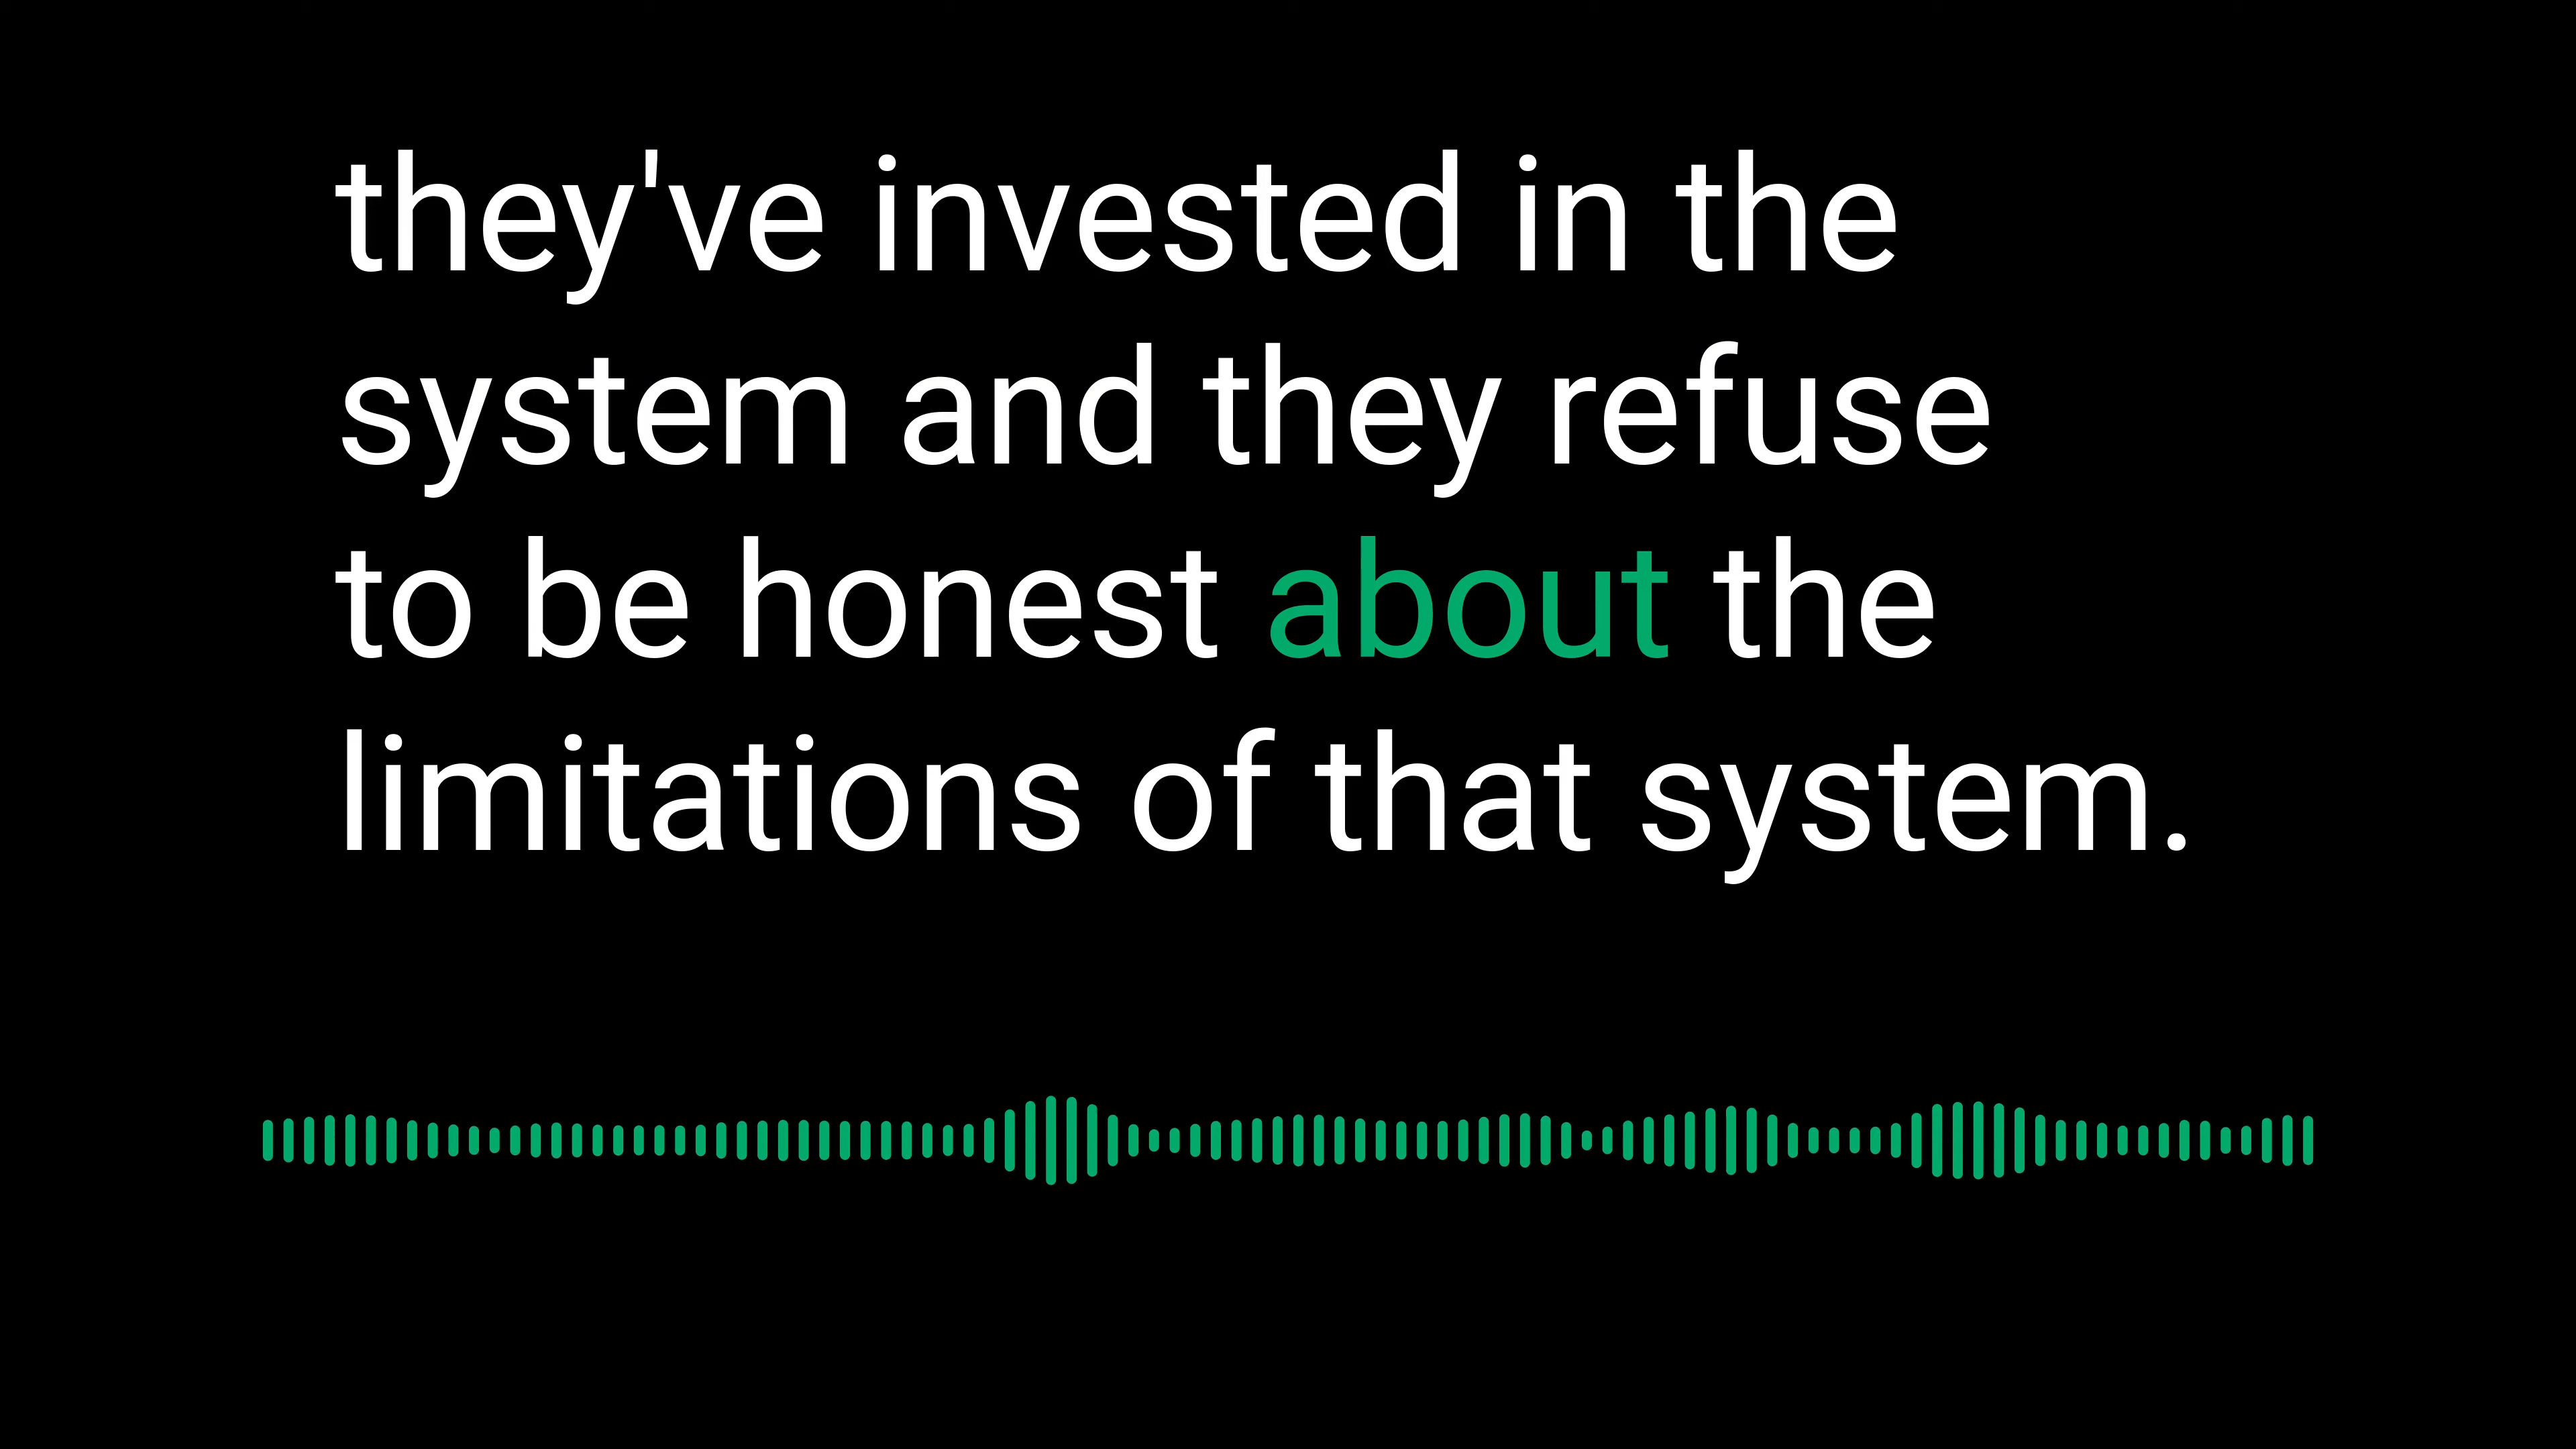 they've invested in the
system and they refuse
to be honest about the
limitations of that system.